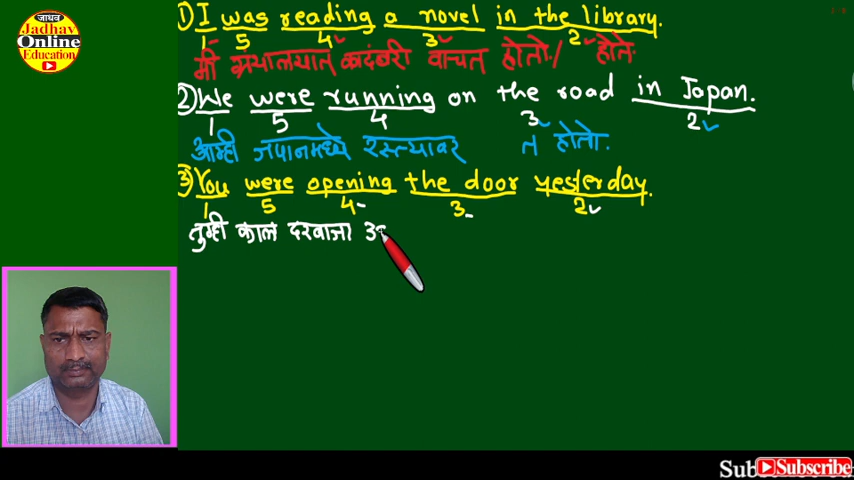 जाधव
Jadhav
Online
Education
1) I was reading a novel in the library.
1 5 4 3 2
मी ग्रंथालयात कादंबरी वाचत होतो/ होते.
2) We were running on the road in Japan.
1 5 4 3 2
आम्ही जपानमध्ये रस्त्यावर त होतो.
3) You were opening the door yesterday.
1 5 4 3 2
तुम्ही काल दरवाजा उ
Sub Subscribe